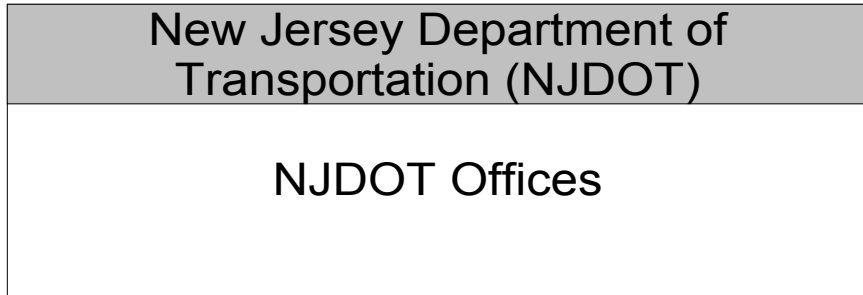 New Jersey Department of
Transportation (NJDOT)
NJDOT Offices